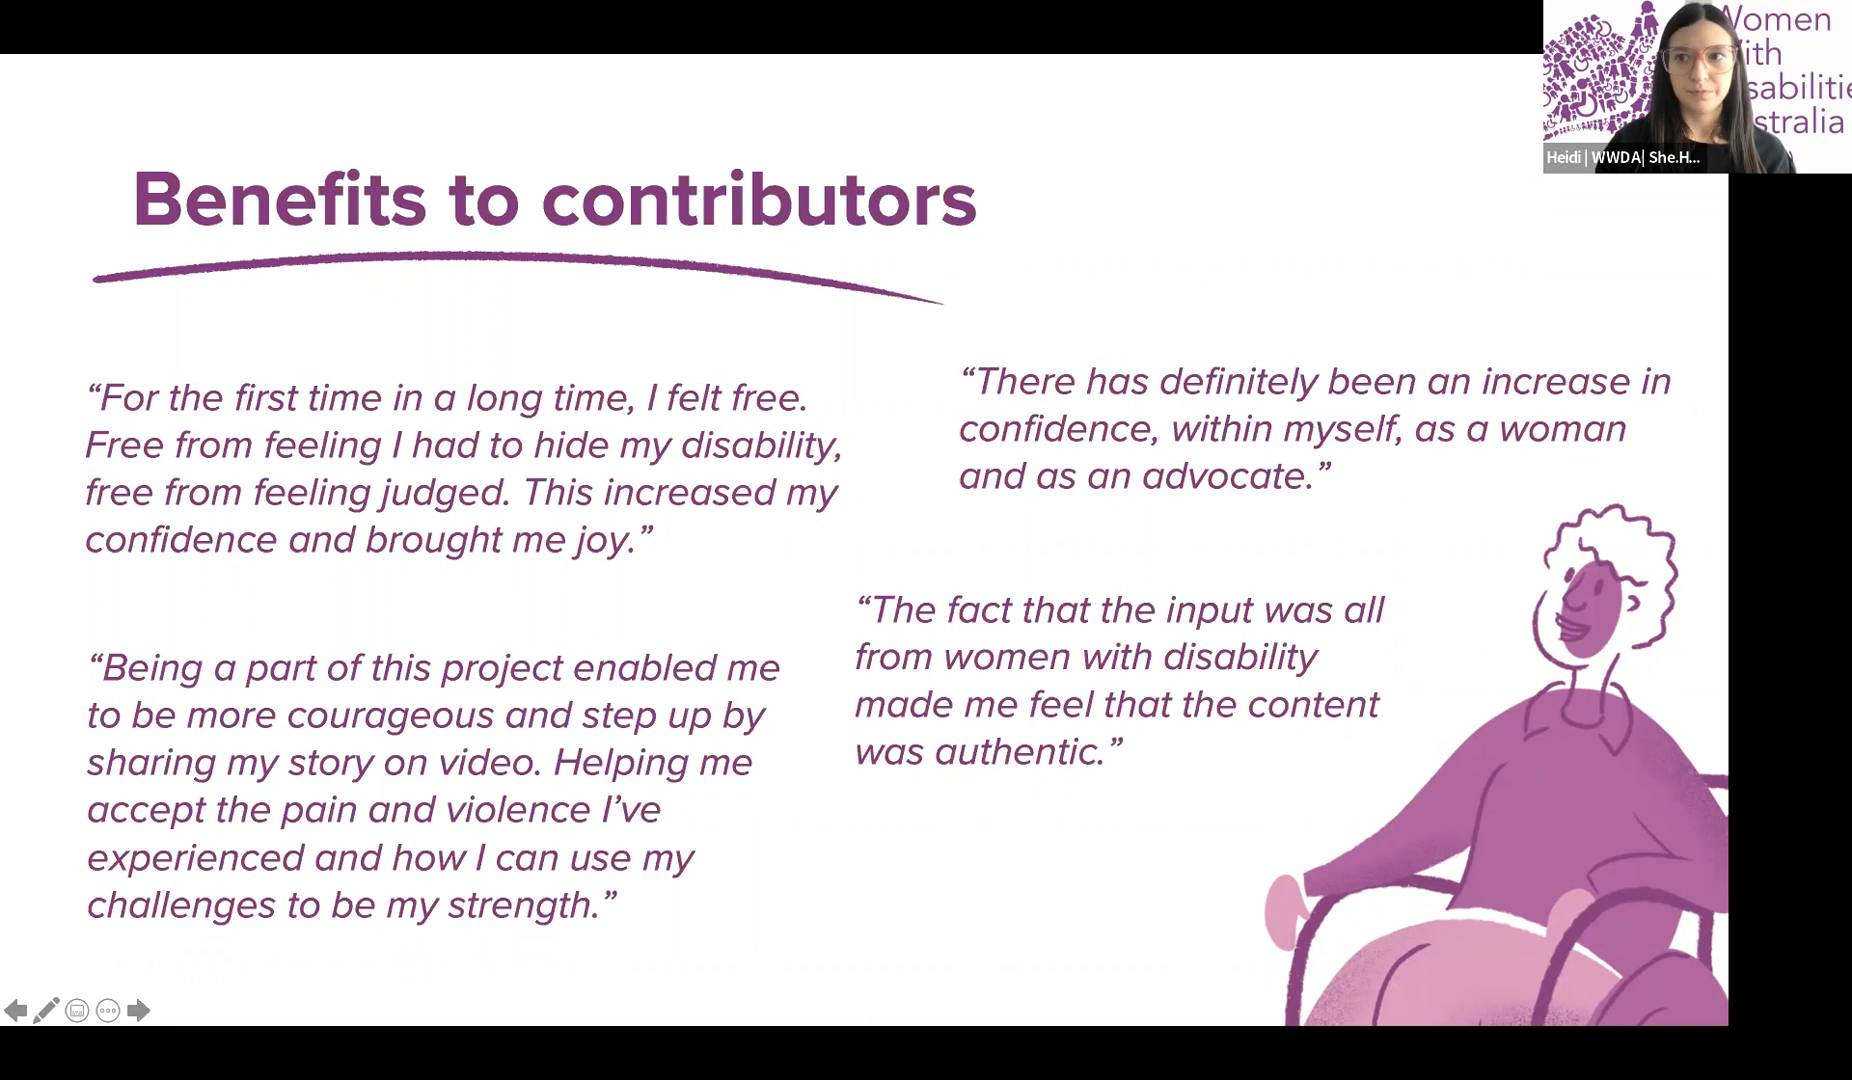 Benefits to contributors
“For the first time in a long time, I felt free.
Free from feeling I had to hide my disability,
free from feeling judged. This increased my
confidence and brought me joy.”
“Being a part of this project enabled me
to be more courageous and step up by
sharing my story on video. Helping me
accept the pain and violence I’ve
experienced and how I can use my
challenges to be my strength.”
“There has definitely been an increase in
confidence, within myself, as a woman
and as an advocate.”
“The fact that the input was all
from women with disability
made me feel that the content
was authentic.”
Women
ith
sabilitie
stralia
Heidi | WWDA| She.H...